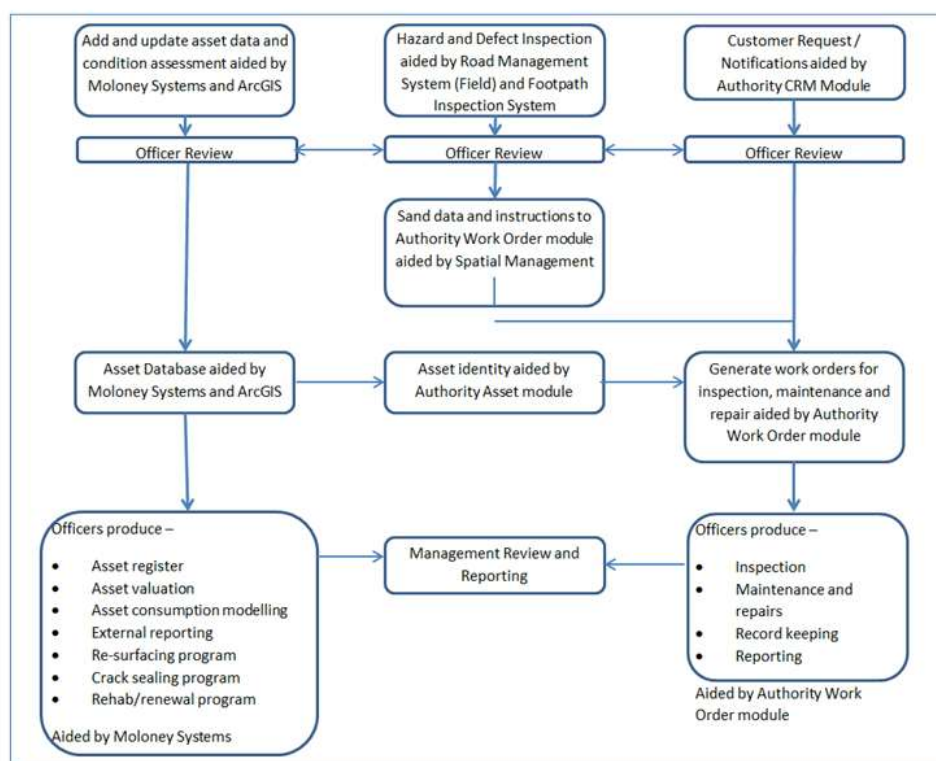 Add and update asset data and
condition assessment aided by
Moloney Systems and ArcGIS
Hazard and Defect Inspection
aided by Road Management
System (Field) and Footpath
Inspection System
Customer Request /
Notifications aided by
Authority CRM Module
Officer Review
Officer Review
Officer Review
Sand data and instructions to
Authority Work Order module
aided by Spatial Management
Asset Database aided by
Moloney Systems and ArcGIS
Asset identity aided by
Authority Asset module
Generate work orders for
inspection, maintenance and
repair aided by Authority
Work Order module
Officers produce –
• Asset register
• Asset valuation
• Asset consumption modelling
• External reporting
• Re-surfacing program
• Crack sealing program
• Rehab/renewal program
Aided by Moloney Systems
Management Review and
Reporting
Officers produce –
• Inspection
• Maintenance and
repairs
• Record keeping
• Reporting
Aided by Authority Work
Order module